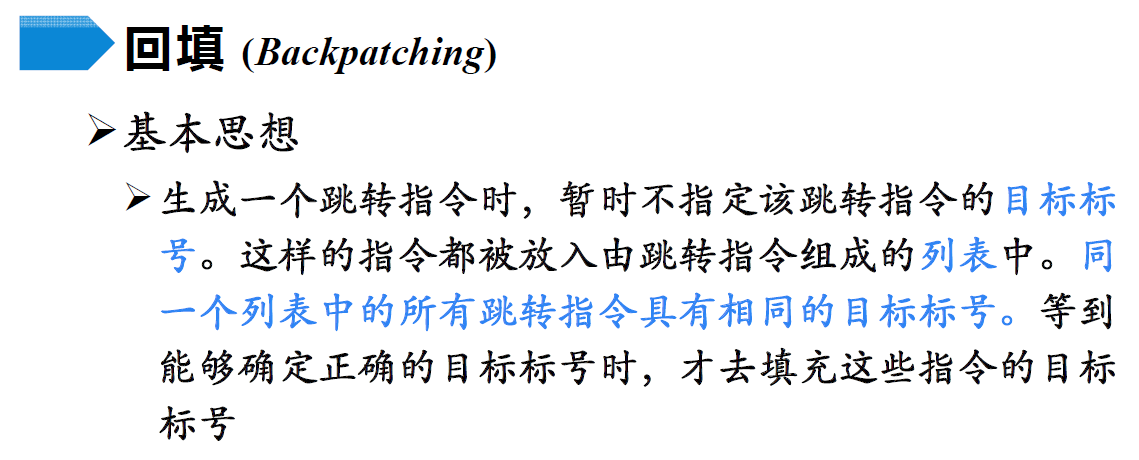 回填 (Backpatching)
基本思想
生成一个跳转指令时，暂时不指定该跳转指令的目标标
号。这样的指令都被放入由跳转指令组成的列表中。同
一个列表中的所有跳转指令具有相同的目标标号。等到
能够确定正确的目标标号时，才去填充这些指令的目标
标号